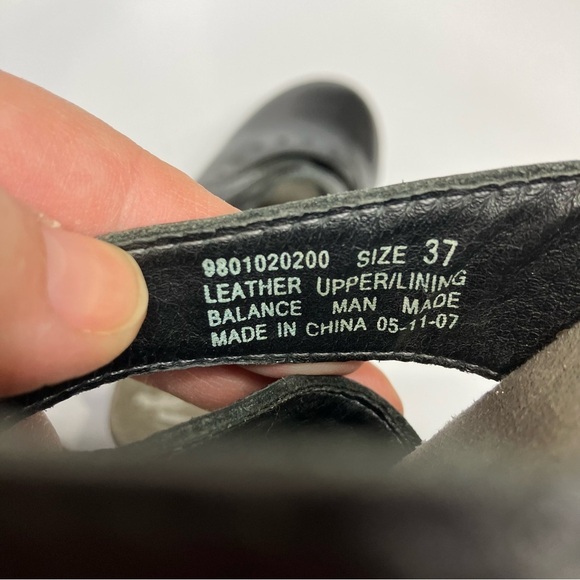 9801020200 SIZE 37
LEATHER UPPER/LINING
BALANCE MAN MADE
MADE IN CHINA 05-11-07